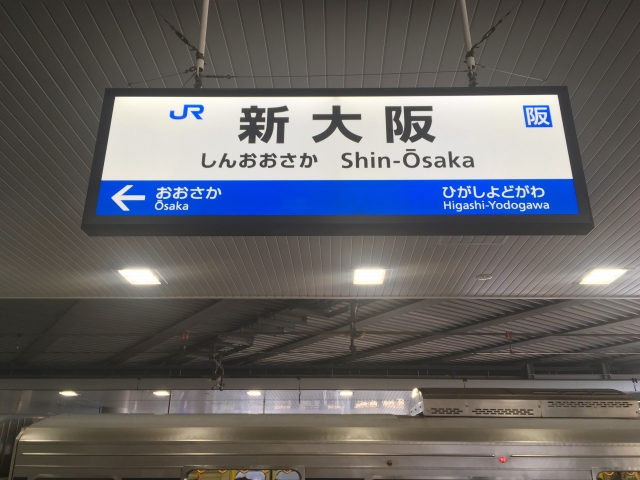 JR 新大阪 阪
しんおおさか Shin-Ōsaka
← おおさか ひがしよどがわ
Ōsaka Higashi-Yodogawa